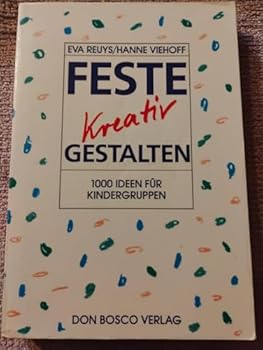 EVA REUYS/HANNE VIEHOFF
FESTE
Kreativ
GESTALTEN
1000 IDEEN FÜR
KINDERGRUPPEN
DON BOSCO VERLAG